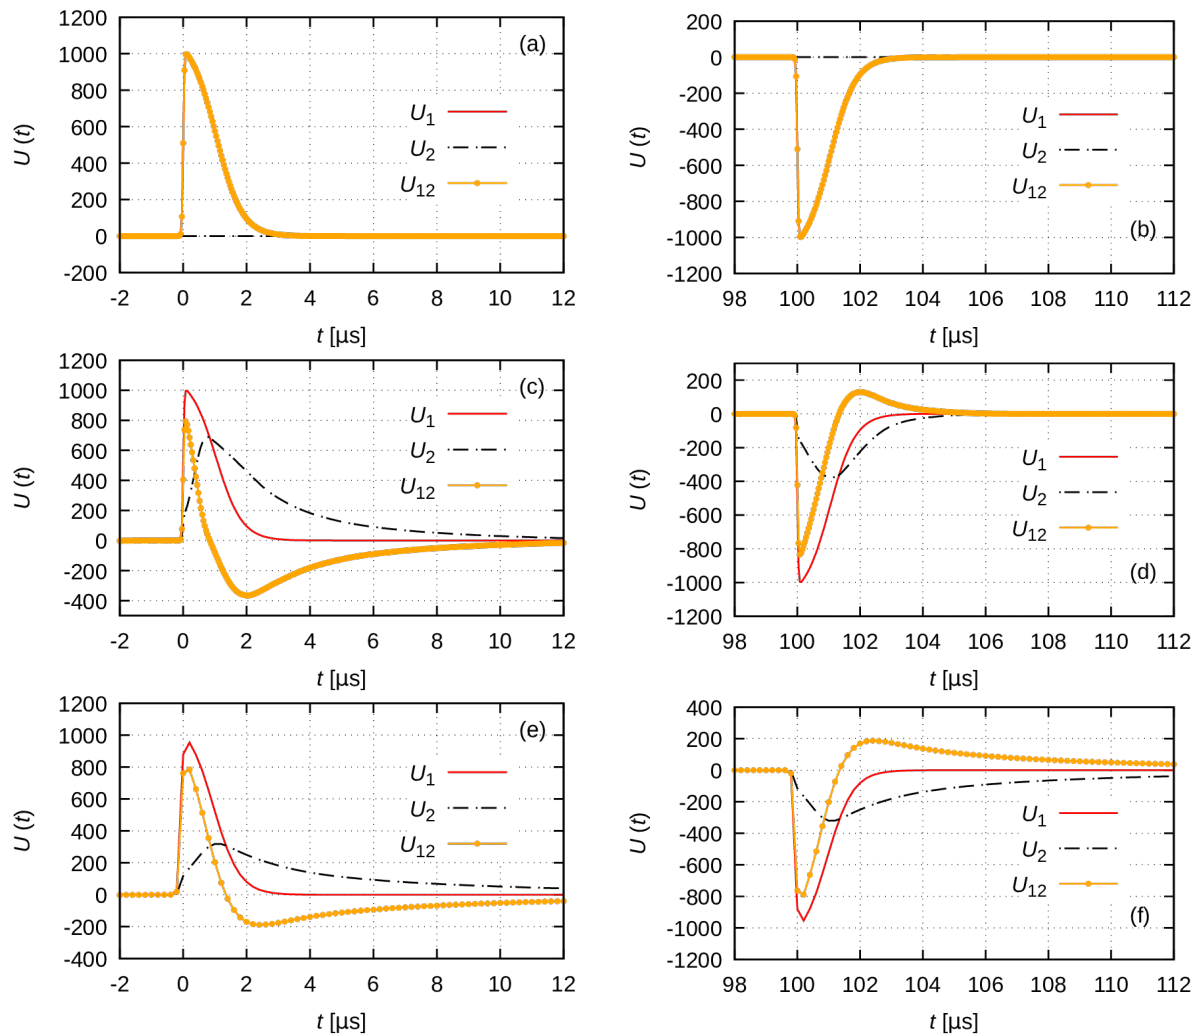 1200
1000
800
600
400
200
0
-200
U (t)
(a)
U1
U2
U12
-2 0 2 4 6 8 10 12
t [µs]
200
0
-200
-400
-600
-800
-1000
-1200
U (t)
U1
U2
U12
(b)
98 100 102 104 106 108 110 112
t [µs]
1200
1000
800
600
400
200
0
-200
-400
U (t)
(c)
U1
U2
U12
-2 0 2 4 6 8 10 12
t [µs]
200
0
-200
-400
-600
-800
-1000
-1200
U (t)
U1
U2
U12
(d)
98 100 102 104 106 108 110 112
t [µs]
1200
1000
800
600
400
200
0
-200
-400
U (t)
(e)
U1
U2
U12
-2 0 2 4 6 8 10 12
t [µs]
400
200
0
-200
-400
-600
-800
-1000
-1200
U (t)
U1
U2
U12
(f)
98 100 102 104 106 108 110 112
t [µs]